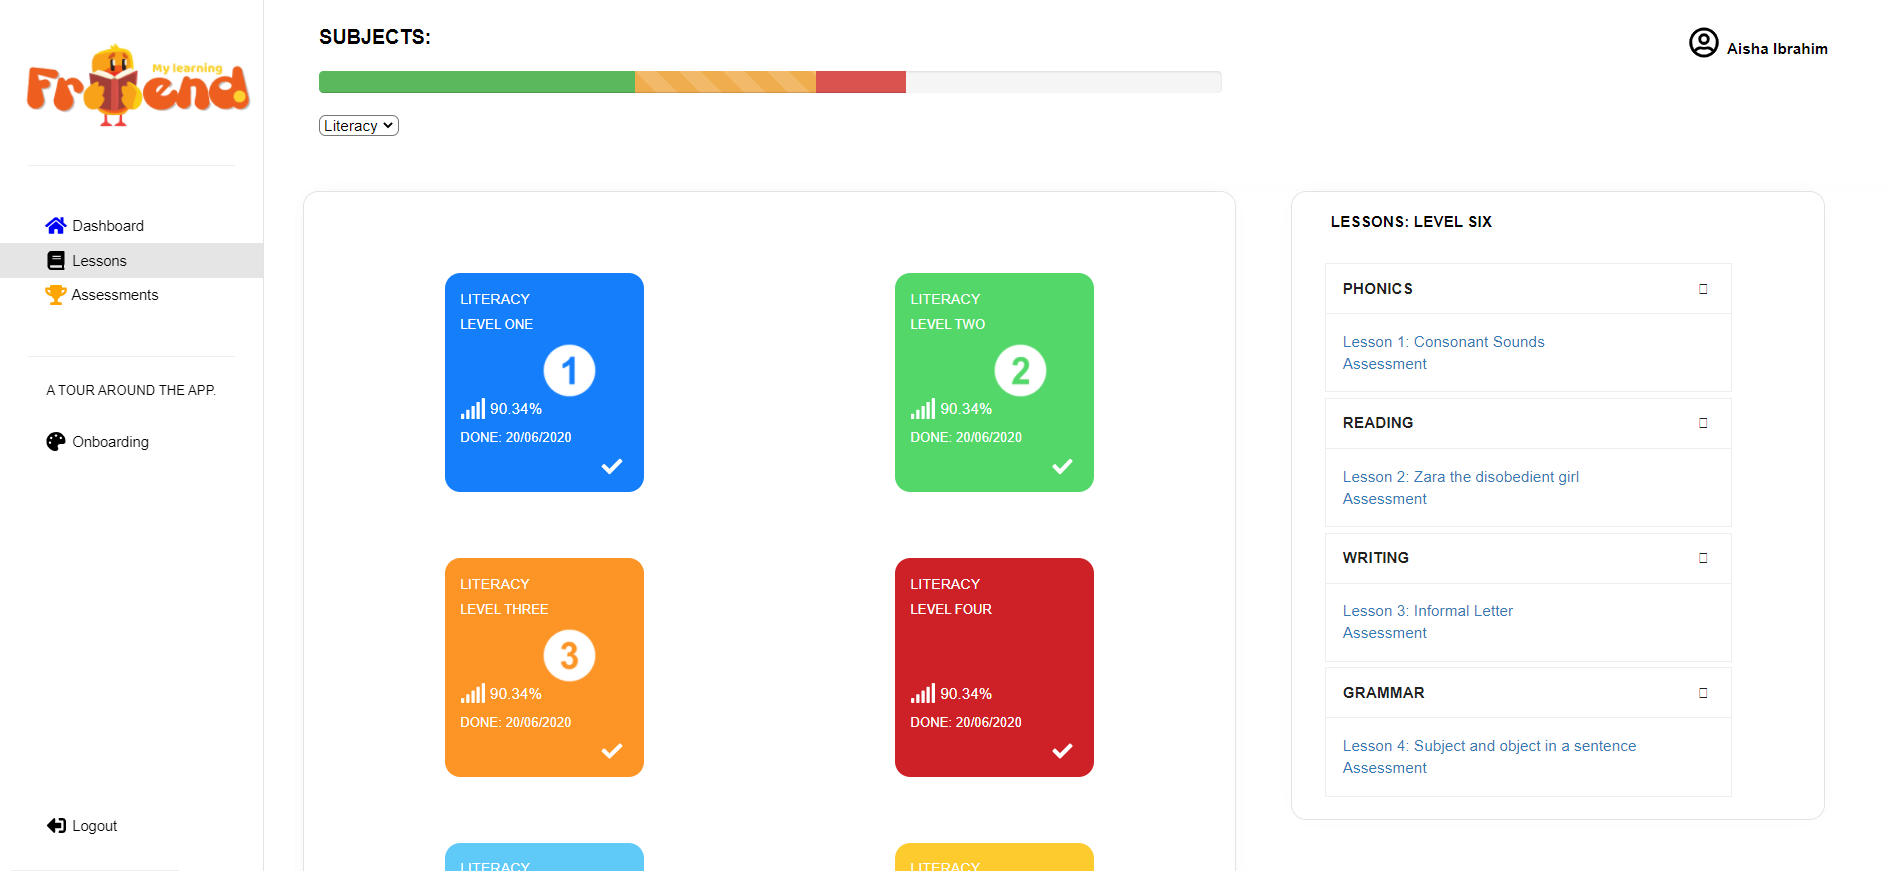 My learning
Friend
Dashboard
Lessons
Assessments
A TOUR AROUND THE APP.
Onboarding
Logout
SUBJECTS:
Literacy
Aisha Ibrahim
LITERACY
LEVEL ONE
1
90.34%
DONE: 20/06/2020
LITERACY
LEVEL TWO
2
90.34%
DONE: 20/06/2020
LITERACY
LEVEL THREE
3
90.34%
DONE: 20/06/2020
LITERACY
LEVEL FOUR
90.34%
DONE: 20/06/2020
LITERACY
LITERACY
LESSONS: LEVEL SIX
PHONICS
Lesson 1: Consonant Sounds
Assessment
READING
Lesson 2: Zara the disobedient girl
Assessment
WRITING
Lesson 3: Informal Letter
Assessment
GRAMMAR
Lesson 4: Subject and object in a sentence
Assessment